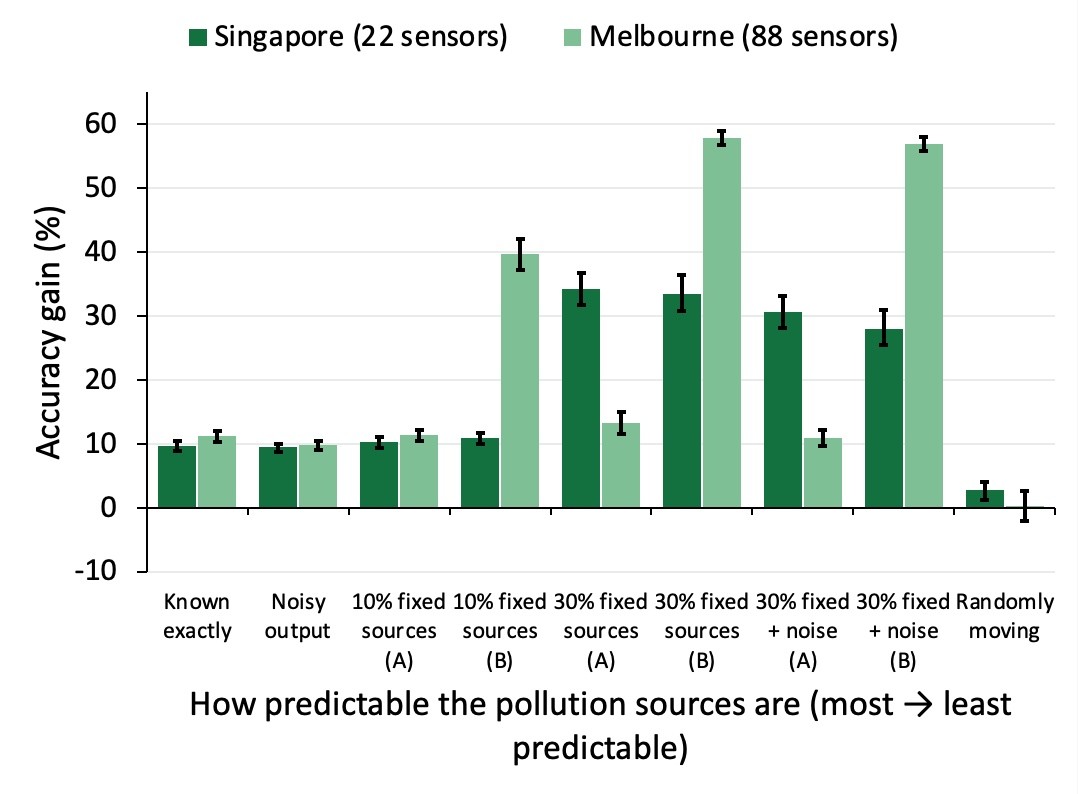 Singapore (22 sensors) Melbourne (88 sensors)
60
50
40
30
20
10
0
-10
Accuracy gain (%)
Known exactly
Noisy output
10% fixed sources (A)
10% fixed sources (B)
30% fixed sources (A)
30% fixed sources (B)
30% fixed + noise (A)
30% fixed + noise (B)
Randomly moving
How predictable the pollution sources are (most → least
predictable)